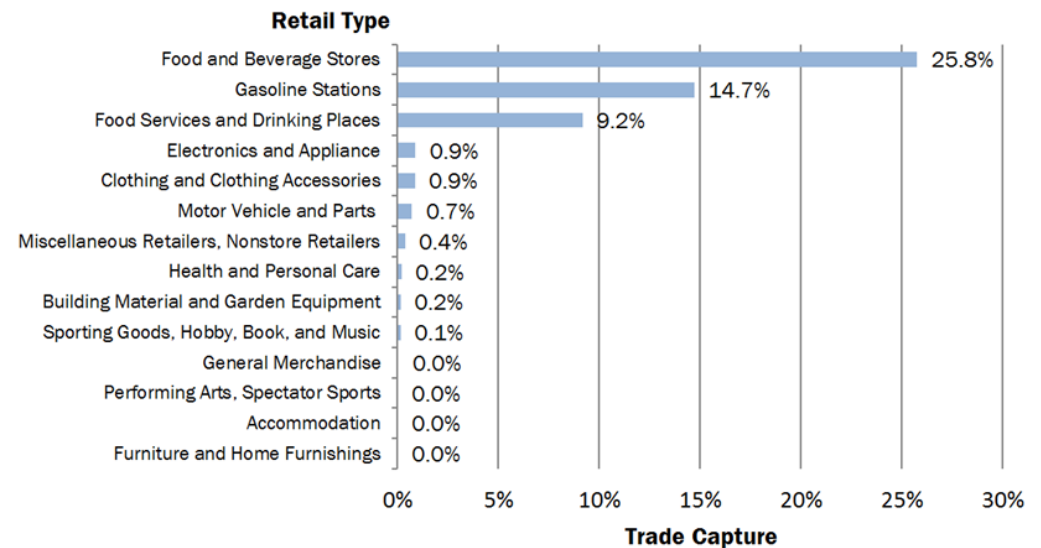 Retail Type
Food and Beverage Stores 25.8%
Gasoline Stations 14.7%
Food Services and Drinking Places 9.2%
Electronics and Appliance 0.9%
Clothing and Clothing Accessories 0.9%
Motor Vehicle and Parts 0.7%
Miscellaneous Retailers, Nonstore Retailers 0.4%
Health and Personal Care 0.2%
Building Material and Garden Equipment 0.2%
Sporting Goods, Hobby, Book, and Music 0.1%
General Merchandise 0.0%
Performing Arts, Spectator Sports 0.0%
Accommodation 0.0%
Furniture and Home Furnishings 0.0%
0% 5% 10% 15% 20% 25% 30%
Trade Capture